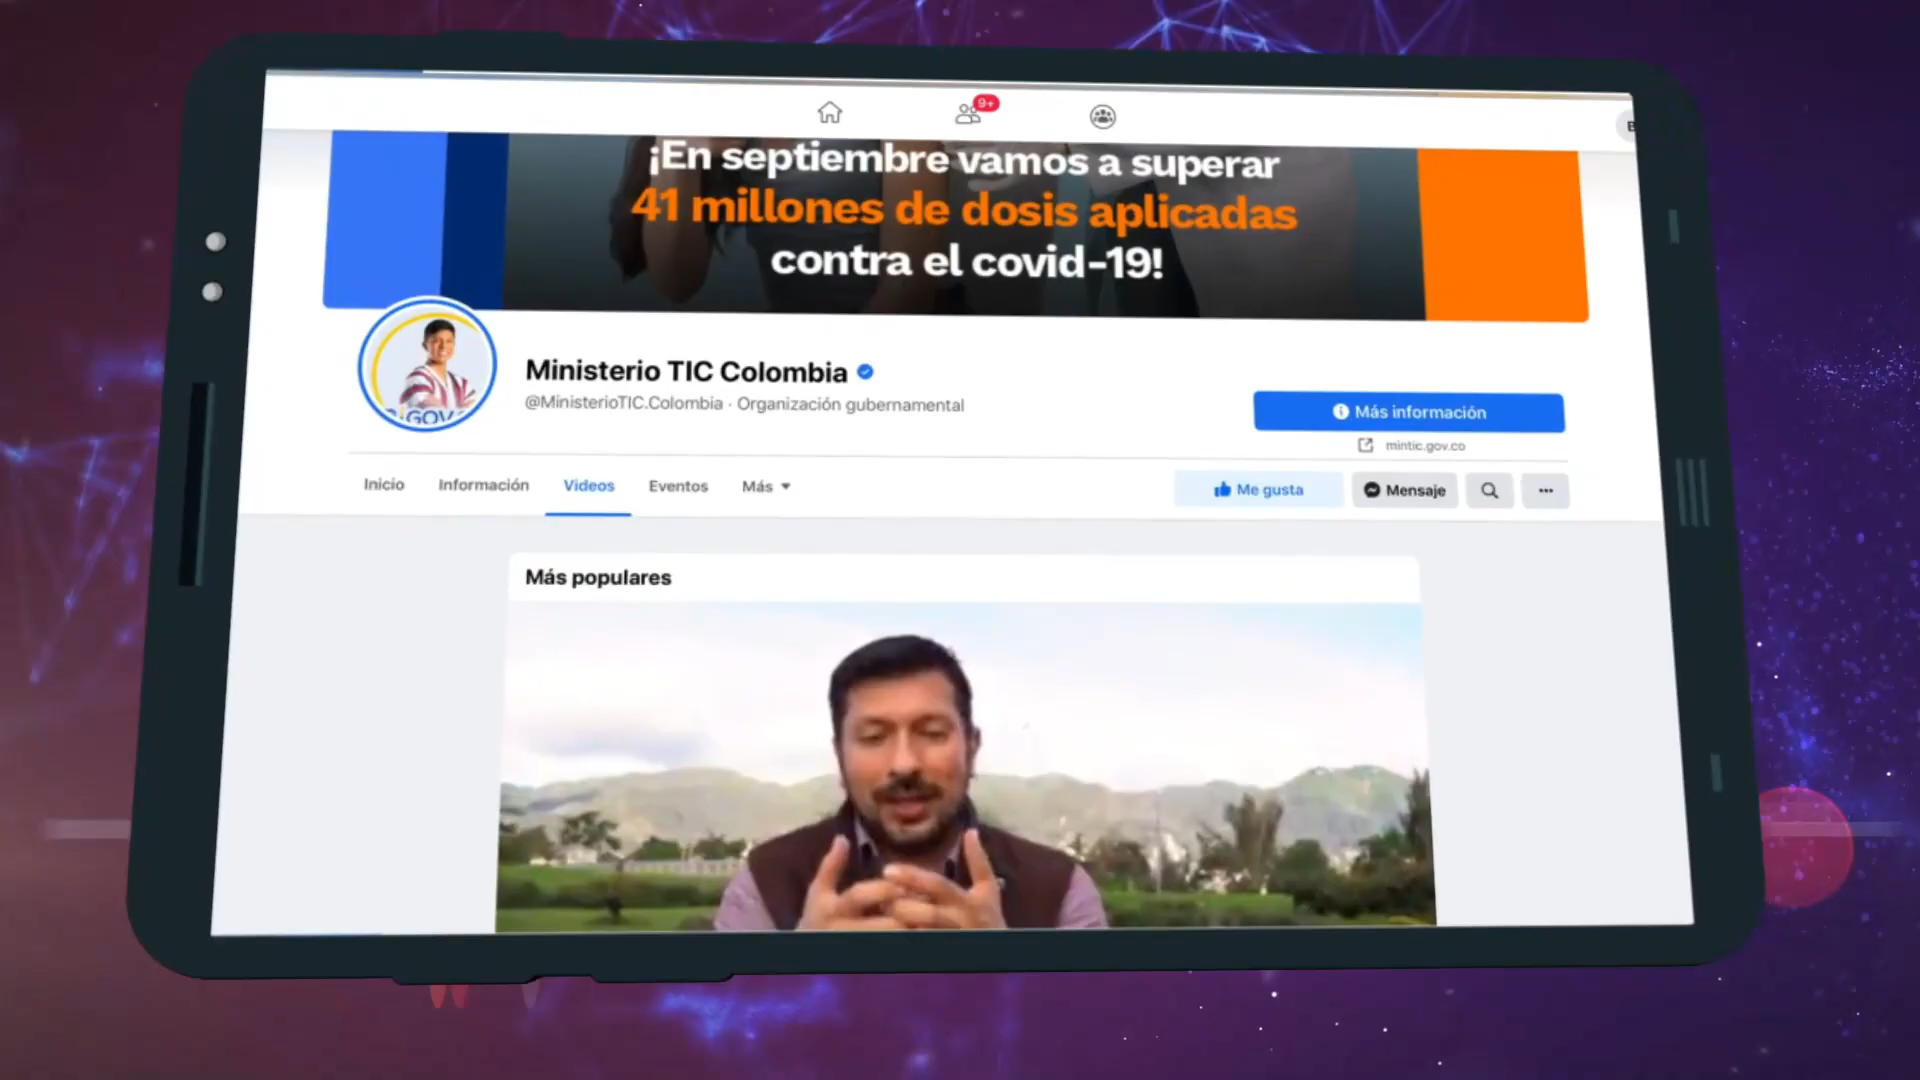 9+
¡En septiembre vamos a superar
41 millones de dosis aplicadas
contra el covid-19!
Ministerio TIC Colombia
@MinisterioTIC.Colombia · Organización gubernamental
Más información
mintic.gov.co
Inicio Información Videos Eventos Más
Me gusta Mensaje
Más populares